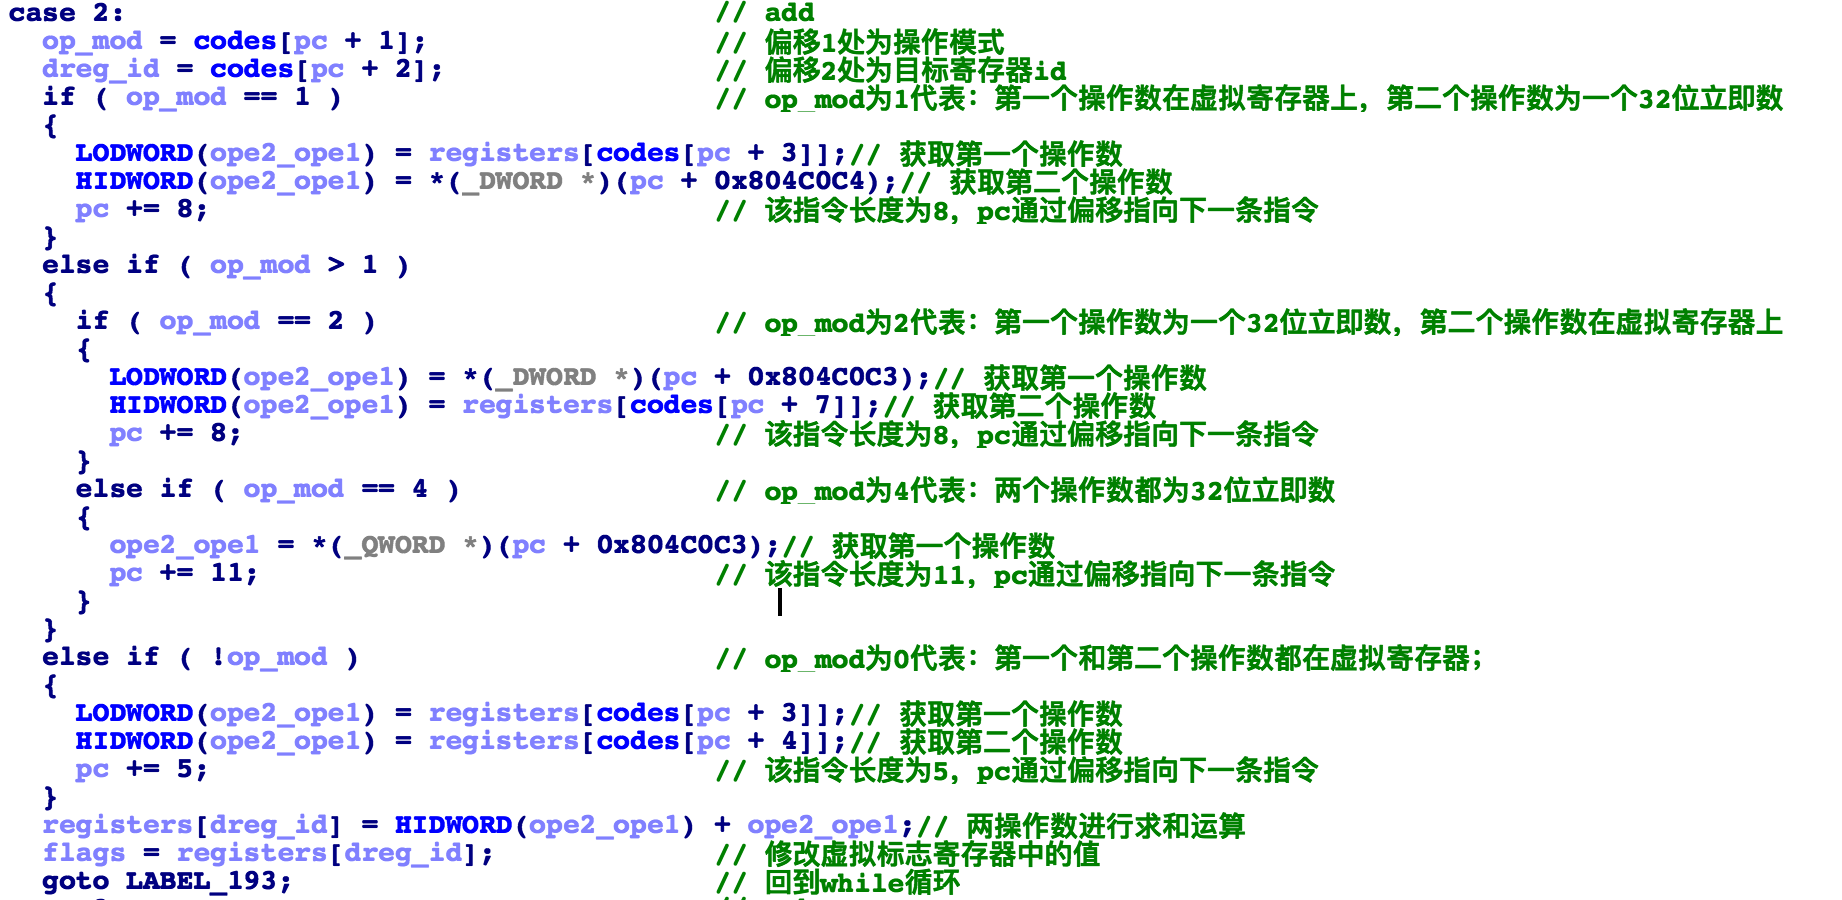 case 2: // add
op_mod = codes[pc + 1]; // 偏移1处为操作模式
dreg_id = codes[pc + 2]; // 偏移2处为目标寄存器id
if ( op_mod == 1 ) // op_mod为1代表：第一个操作数在虚拟寄存器上，第二个操作数为一个32位立即数
{
LODWORD(ope2_ope1) = registers[codes[pc + 3]];// 获取第一个操作数
HIDWORD(ope2_ope1) = *(_DWORD *)(pc + 0x804C0C4);// 获取第二个操作数
pc += 8; // 该指令长度为8，pc通过偏移指向下一条指令
}
else if ( op_mod > 1 )
{
if ( op_mod == 2 ) // op_mod为2代表：第一个操作数为一个32位立即数，第二个操作数在虚拟寄存器上
{
LODWORD(ope2_ope1) = *(_DWORD *)(pc + 0x804C0C3);// 获取第一个操作数
HIDWORD(ope2_ope1) = registers[codes[pc + 7]];// 获取第二个操作数
pc += 8; // 该指令长度为8，pc通过偏移指向下一条指令
}
else if ( op_mod == 4 ) // op_mod为4代表：两个操作数都为32位立即数
{
ope2_ope1 = *(_QWORD *)(pc + 0x804C0C3);// 获取第一个操作数
pc += 11; // 该指令长度为11，pc通过偏移指向下一条指令
}
}
else if ( !op_mod ) // op_mod为0代表：第一个和第二个操作数都在虚拟寄存器；
{
LODWORD(ope2_ope1) = registers[codes[pc + 3]];// 获取第一个操作数
HIDWORD(ope2_ope1) = registers[codes[pc + 4]];// 获取第二个操作数
pc += 5; // 该指令长度为5，pc通过偏移指向下一条指令
}
registers[dreg_id] = HIDWORD(ope2_ope1) + ope2_ope1;// 两操作数进行求和运算
flags = registers[dreg_id]; // 修改虚拟标志寄存器中的值
goto LABEL_193; // 回到while循环